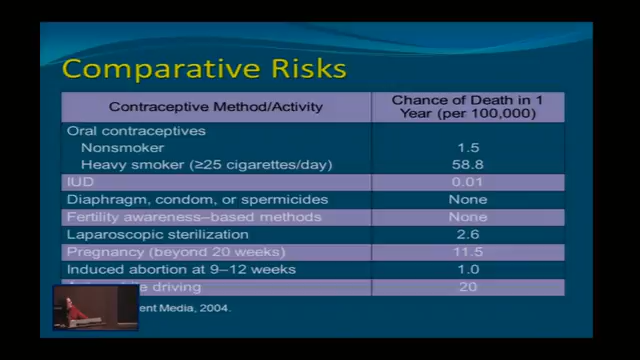 Comparative Risks
Contraceptive Method/Activity
Chance of Death in 1
Year (per 100,000)
Oral contraceptives
Nonsmoker 1.5
Heavy smoker (≥25 cigarettes/day) 58.8
IUD 0.01
Diaphragm, condom, or spermicides None
Fertility awareness–based methods None
Laparoscopic sterilization 2.6
Pregnancy (beyond 20 weeks) 11.5
Induced abortion at 9–12 weeks 1.0
driving 20
Media, 2004.